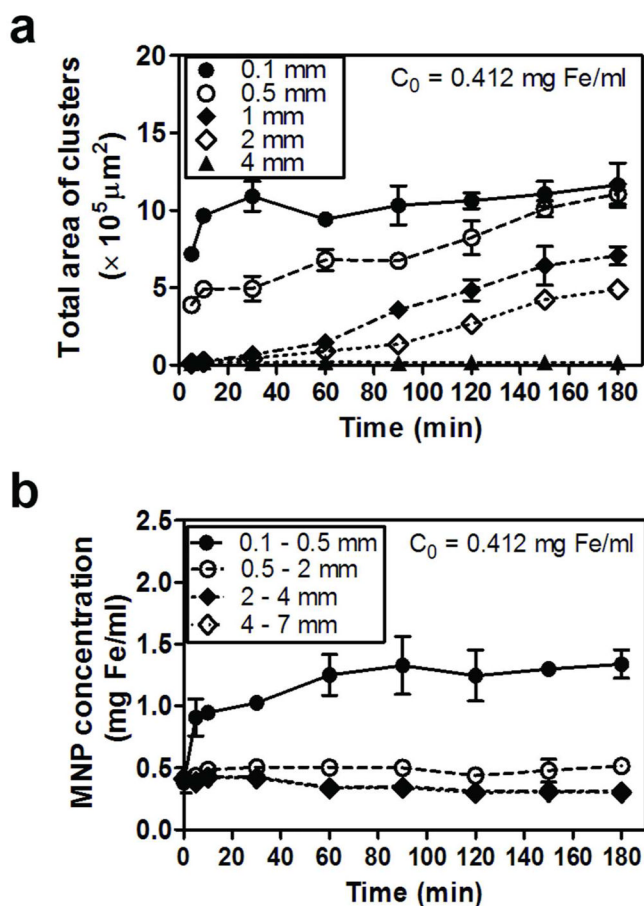 a
Total area of clusters
(× 10⁵μm²)
20
15
10
5
0
0.1 mm
0.5 mm
1 mm
2 mm
4 mm
C₀ = 0.412 mg Fe/ml
0 20 40 60 80 100 120 140 160 180
Time (min)
b
MNP concentration
(mg Fe/ml)
2.5
2.0
1.5
1.0
0.5
0.0
0.1 - 0.5 mm
0.5 - 2 mm
2 - 4 mm
4 - 7 mm
C₀ = 0.412 mg Fe/ml
0 20 40 60 80 100 120 140 160 180
Time (min)